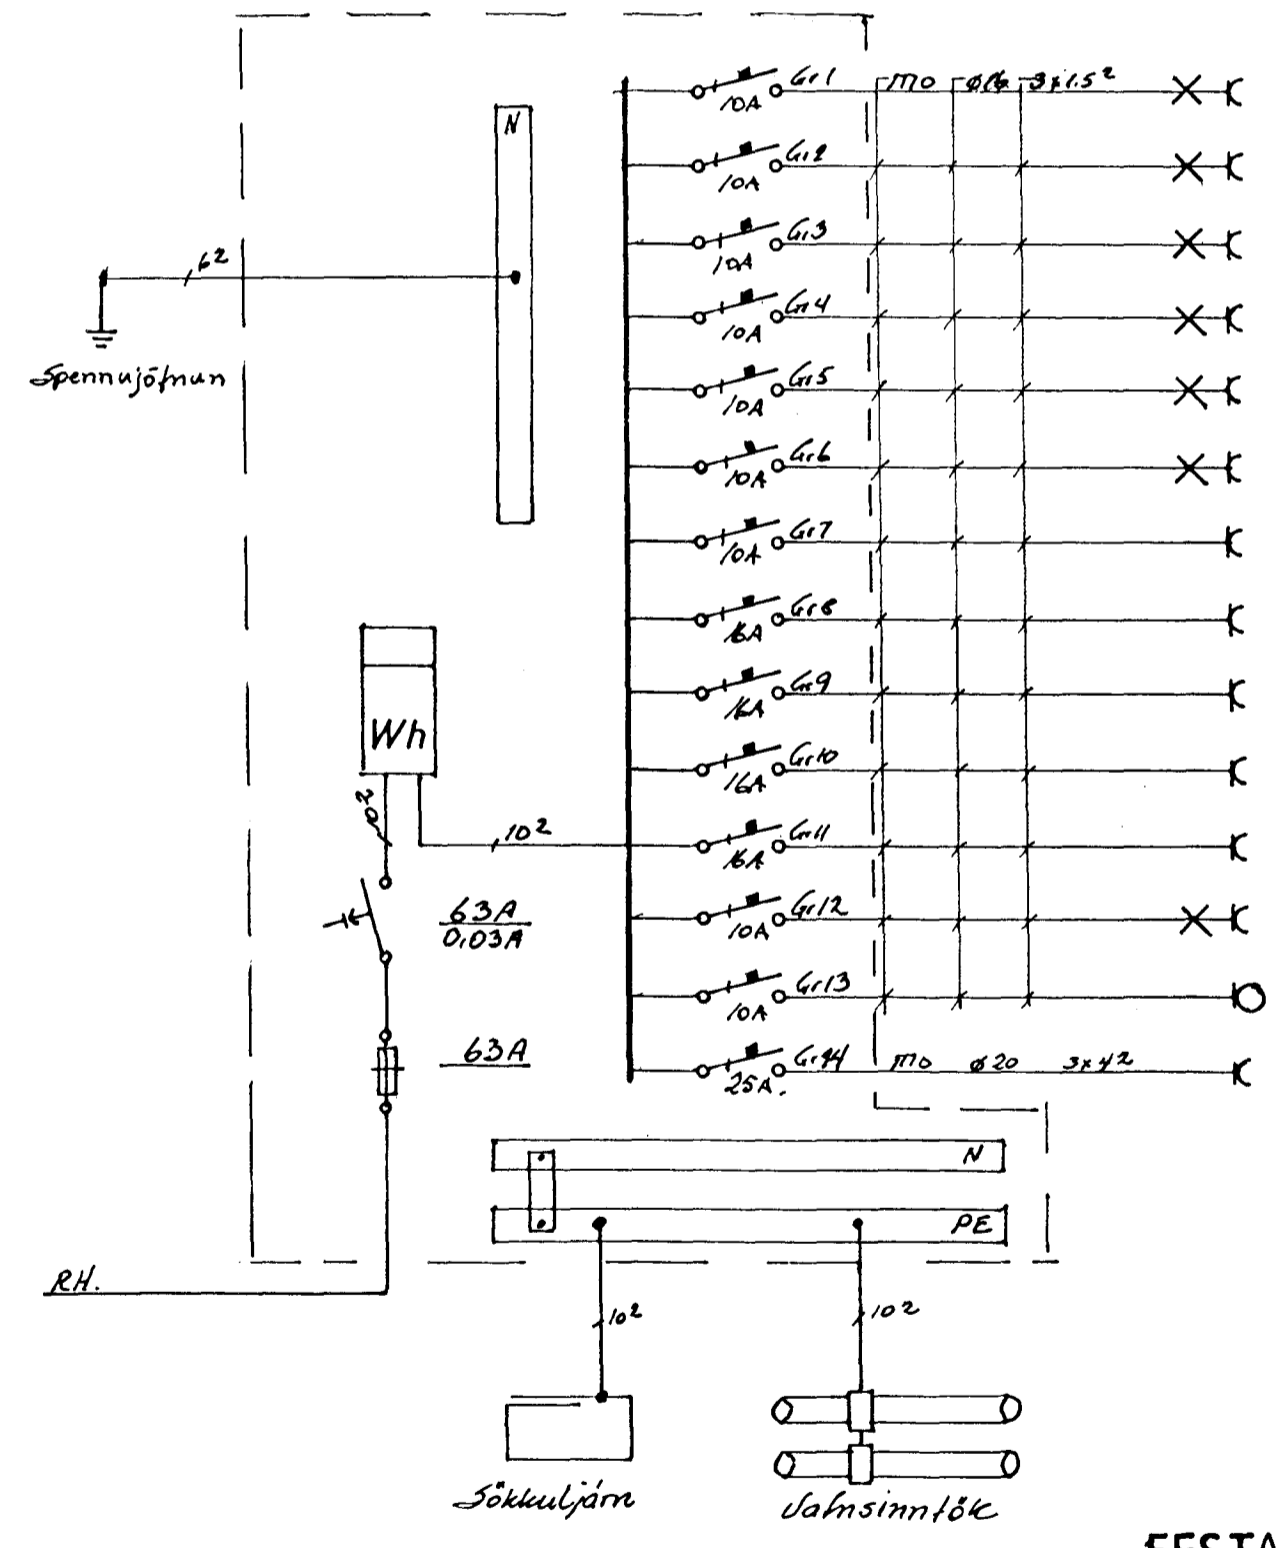 Gr1 mo ø16 3x1.5²
10A
N
Gr2
10A
Gr3
10A
6²
Gr4
10A
Spennujöfnun
Gr5
10A
Gr6
10A
Gr7
10A
Gr8
16A
Gr9
16A
Wh
Gr10
16A
10²
10²
Gr11
16A
63A
0,03A
Gr12
10A
Gr13
10A
63A
Gr14 mo ø20 3x4²
25A.
N
PE
RH.
10²
10²
Sökkuljárn
Vatnsinntök